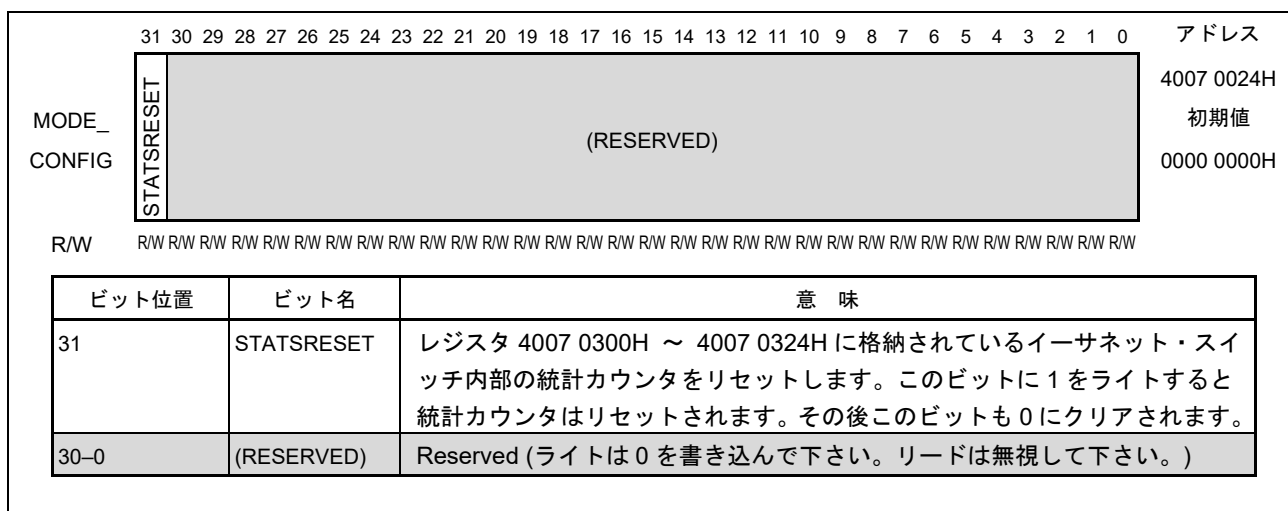 31 30 29 28 27 26 25 24 23 22 21 20 19 18 17 16 15 14 13 12 11 10 9 8 7 6 5 4 3 2 1 0 アドレス
MODE_
CONFIG
STATSRESET
(RESERVED)
4007 0024H
初期値
0000 0000H
R/W R/W R/W R/W R/W R/W R/W R/W R/W R/W R/W R/W R/W R/W R/W R/W R/W R/W R/W R/W R/W R/W R/W R/W R/W R/W R/W R/W R/W R/W R/W R/W R/W
ビット位置 ビット名 意 味
31 STATSRESET レジスタ 4007 0300H ～ 4007 0324H に格納されているイーサネット・スイ
ッチ内部の統計カウンタをリセットします。このビットに 1 をライトすると
統計カウンタはリセットされます。その後このビットも 0 にクリアされます。
30–0 (RESERVED) Reserved (ライトは 0 を書き込んで下さい。リードは無視して下さい。)